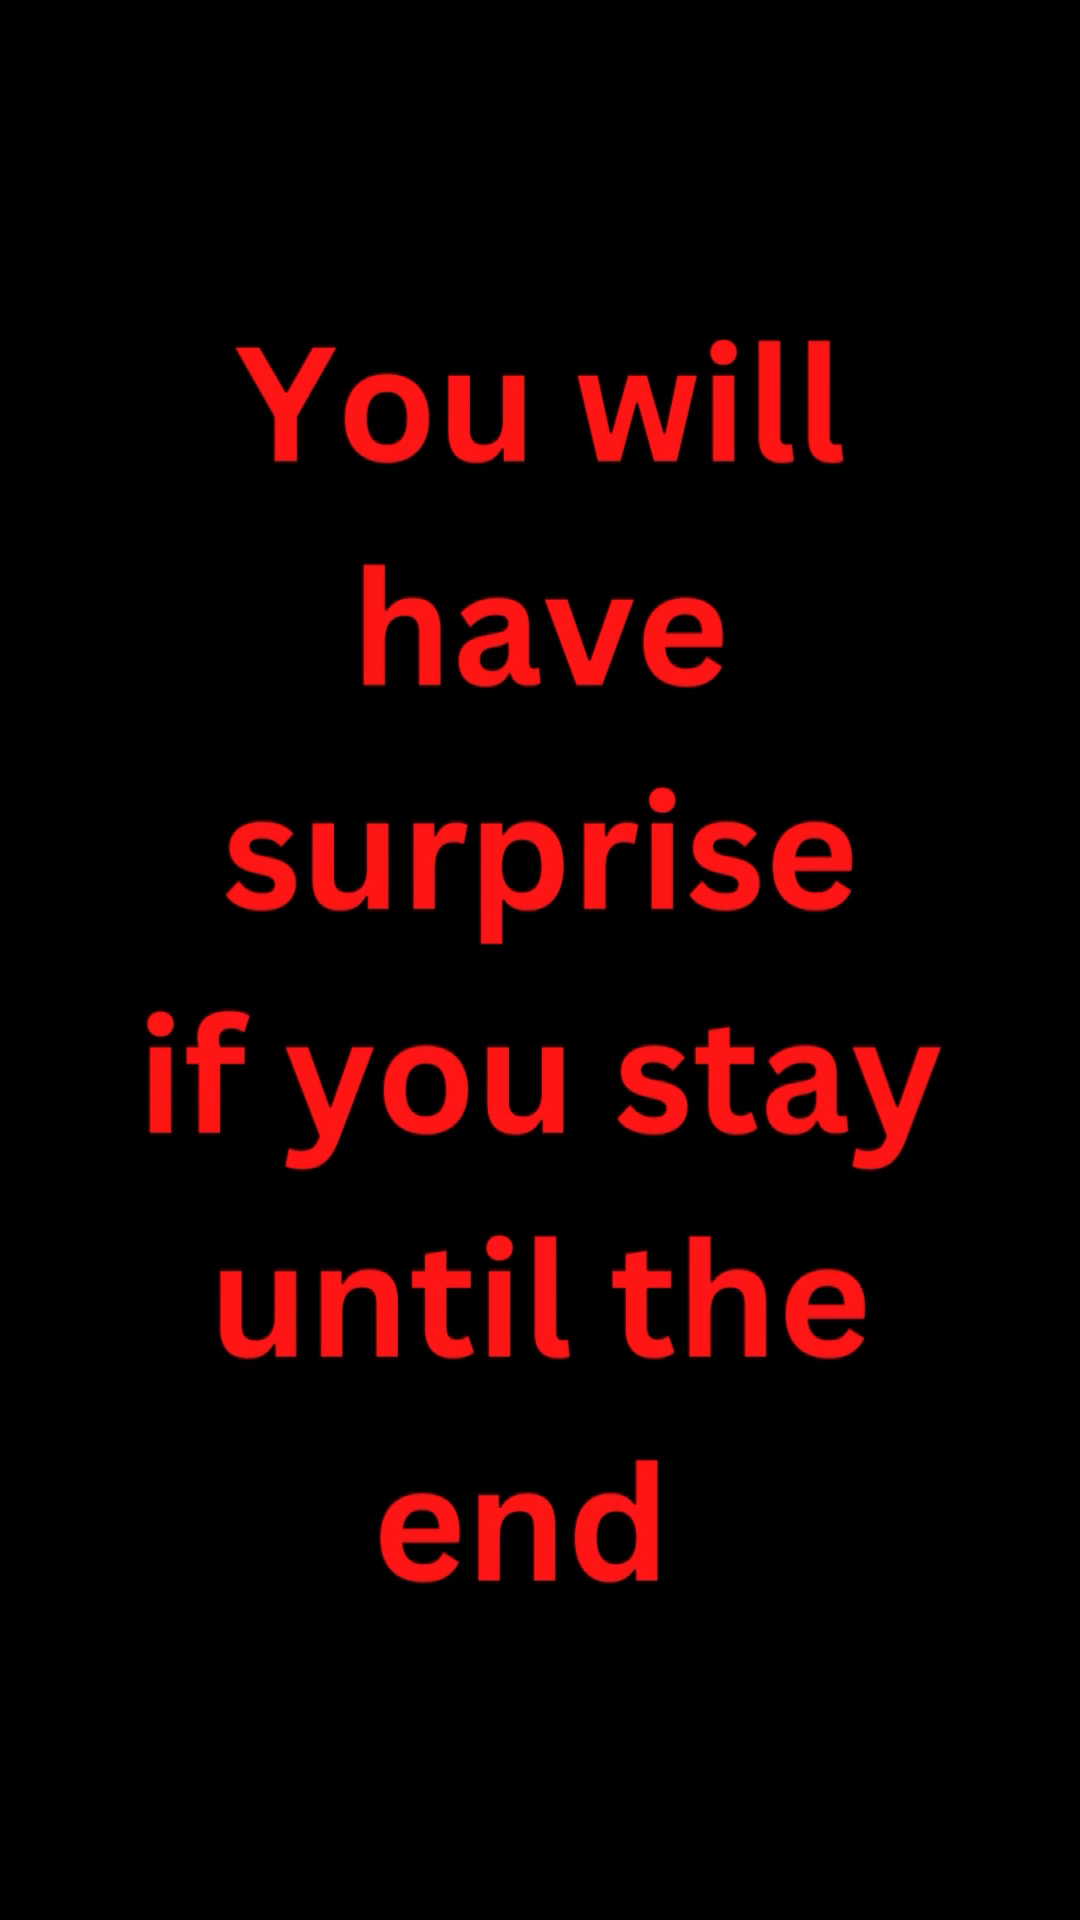 You will
have
surprise
if you stay
until the
end